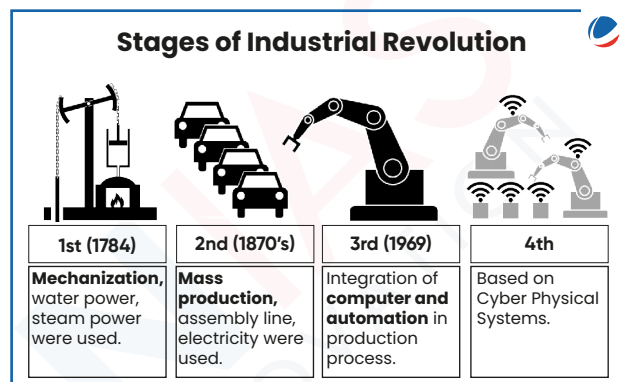 Stages of Industrial Revolution
1st (1784)
2nd (1870's)
3rd (1969)
4th
Mechanization,
water power,
steam power
were used.
Mass
production,
assembly line,
electricity were
used.
Integration of
computer and
automation in
production
process.
Based on
Cyber Physical
Systems.